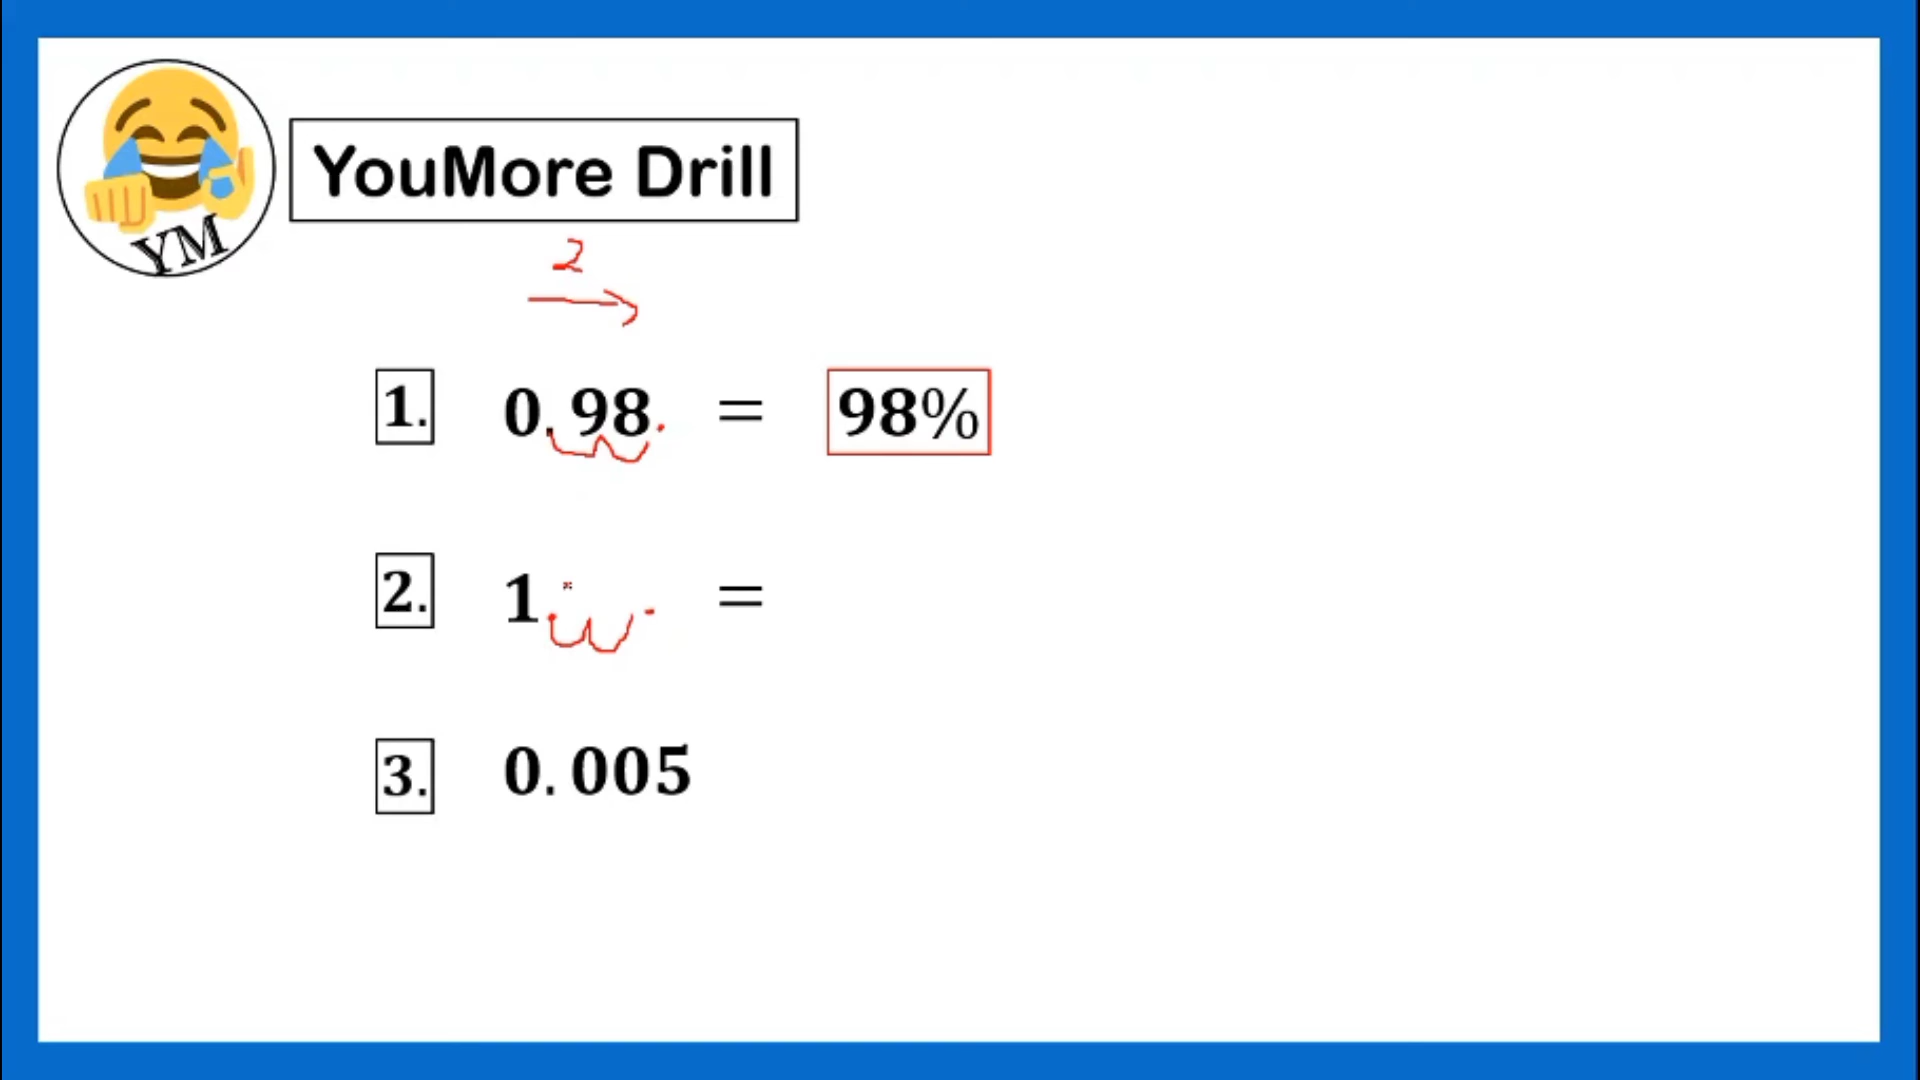 YM
YouMore Drill
2
1. 0.98. = 98%
2. 1. . =
3. 0.005